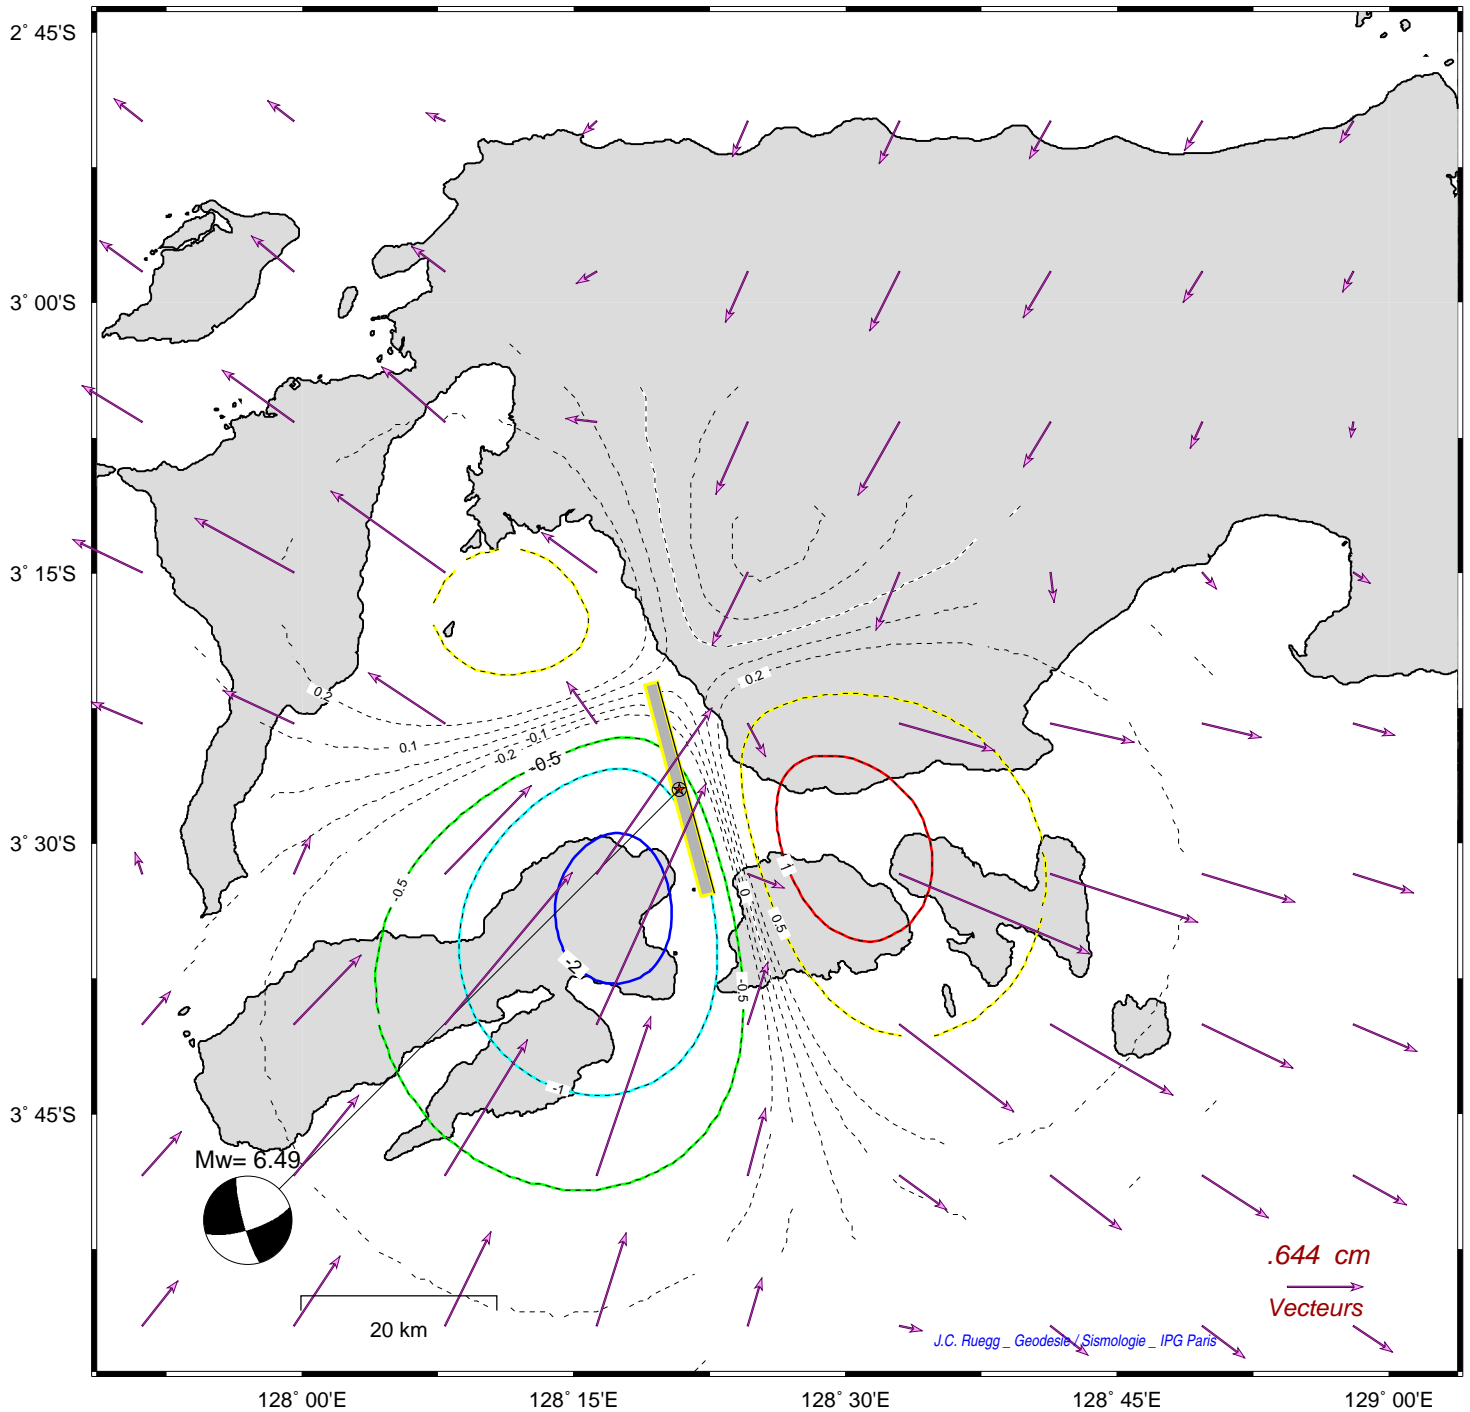 2° 45'S
3° 00'S
3° 15'S
3° 30'S
3° 45'S
0.2
0.2
0.1
-0.1
-0.2
-0.5
-0.5
1
0
0.5
-2
-0.5
-1
Mw= 6.49
.644 cm
Vecteurs
20 km
J.C. Ruegg _ Geodesie / Sismologie _ IPG Paris
128° 00'E
128° 15'E
128° 30'E
128° 45'E
129° 00'E